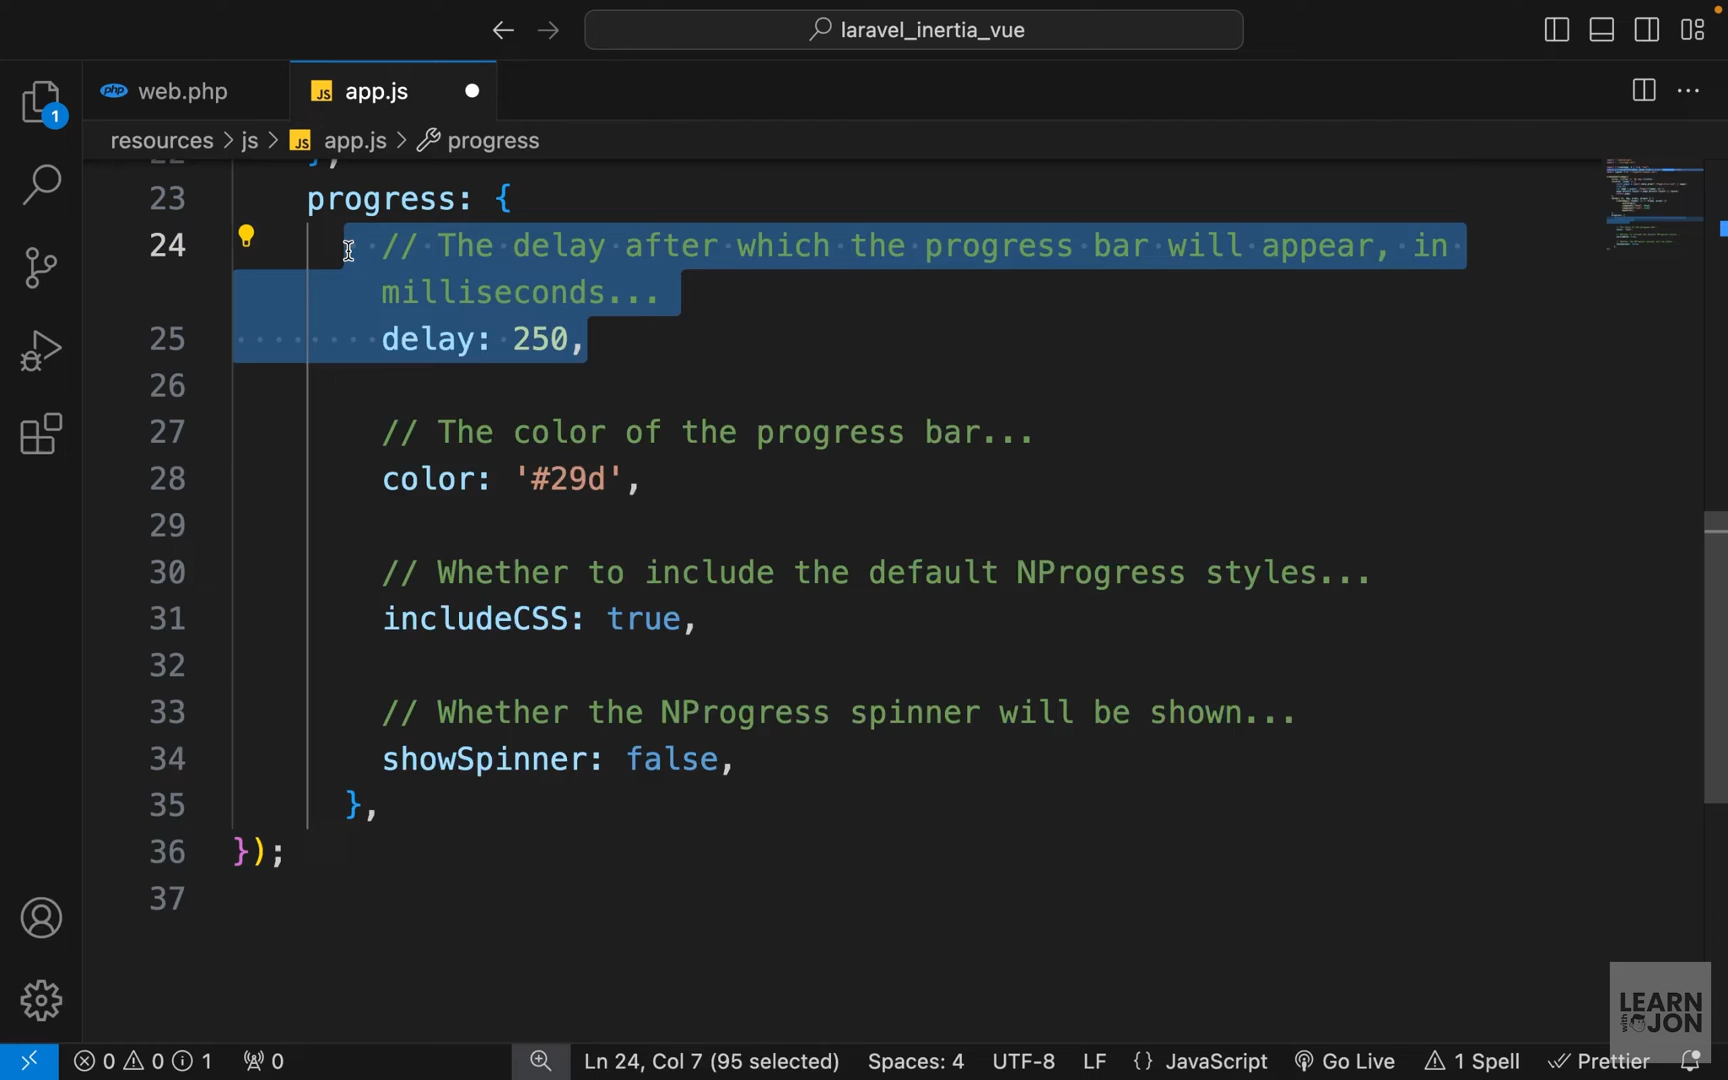 laravel_inertia_vue
web.php
app.js
1
resources > js > app.js > progress
22 },
23 progress: {
24 // The delay after which the progress bar will appear, in
milliseconds...
25 delay: 250,
26
27 // The color of the progress bar...
28 color: '#29d',
29
30 // Whether to include the default NProgress styles...
31 includeCSS: true,
32
33 // Whether the NProgress spinner will be shown...
34 showSpinner: false,
35 },
36 });
37
LEARN
with JON
0 0 1 0 Ln 24, Col 7 (95 selected) Spaces: 4 UTF-8 LF {} JavaScript Go Live 1 Spell Prettier